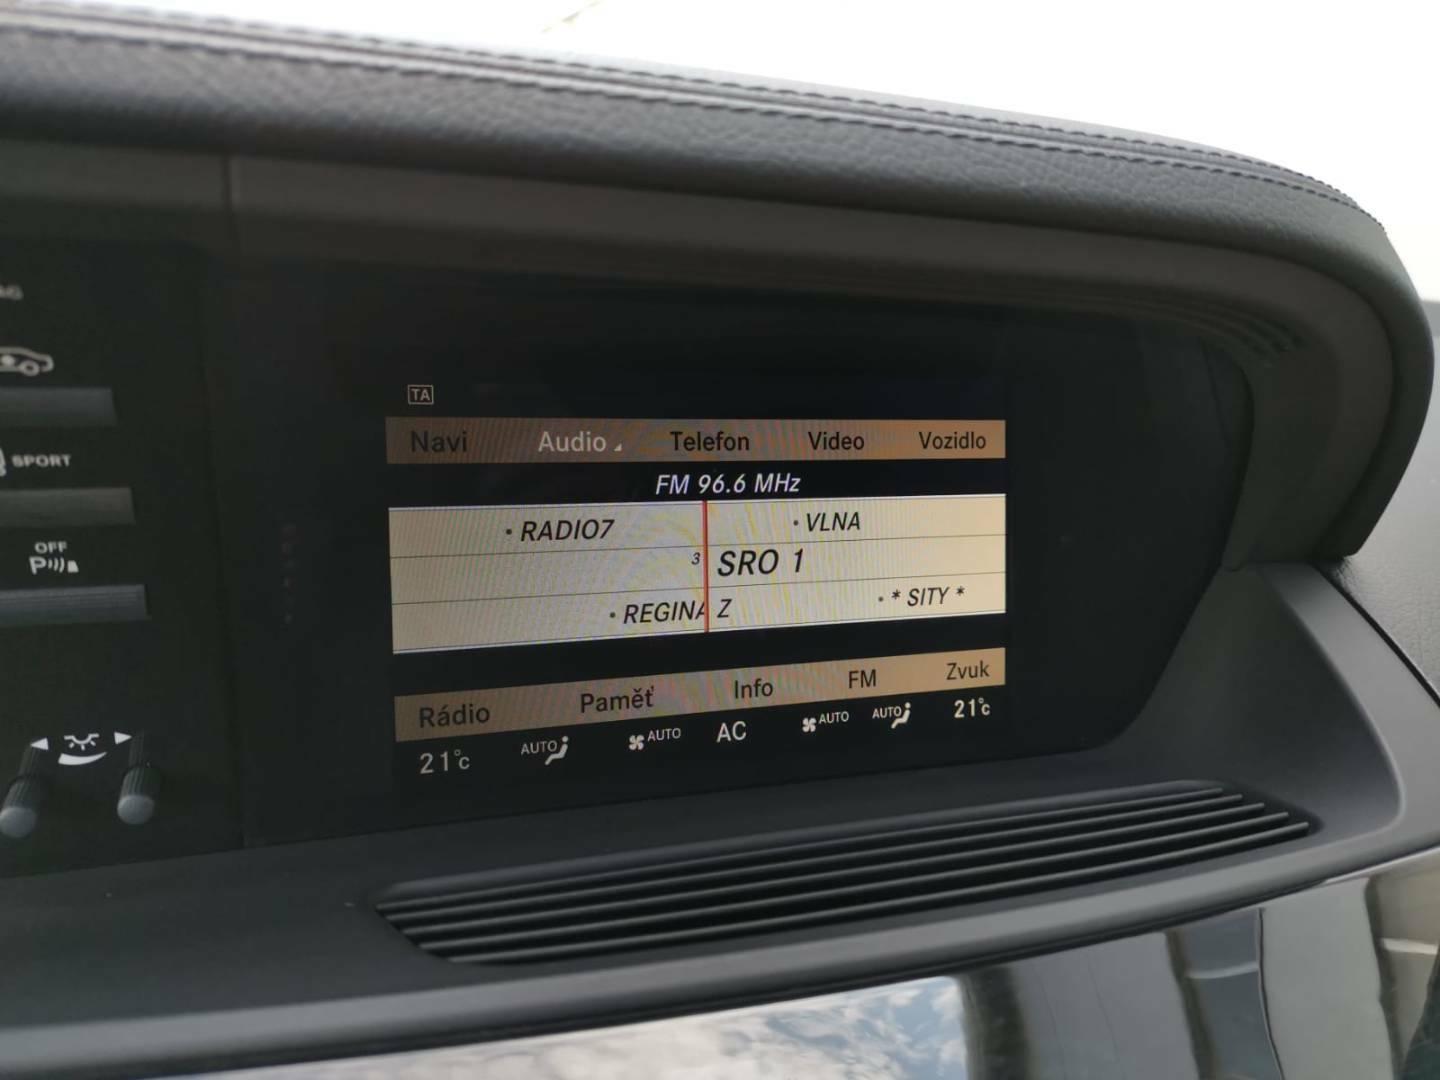 TA
Navi Audio Telefon Video Vozidlo
FM 96.6 MHz
RADIO7 VLNA
3 SRO 1
REGINA Z * SITY *
Rádio Paměť Info FM Zvuk
21°C AUTO AUTO AC AUTO AUTO 21°C
SPORT
OFF
P